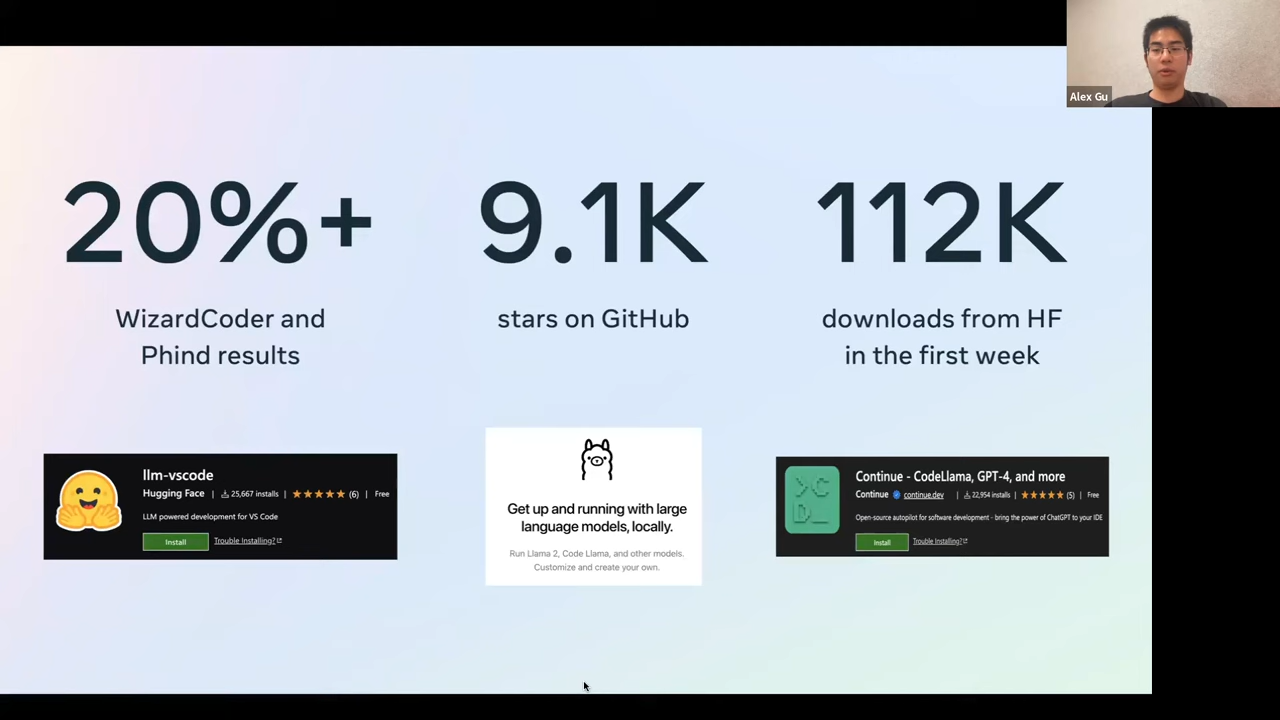 Alex Gu
20%+
WizardCoder and
Phind results
9.1K
stars on GitHub
112K
downloads from HF
in the first week
llm-vscode
Hugging Face | 25,667 installs | ★★★★★ (6) | Free
LLM powered development for VS Code
Install Trouble Installing?
Get up and running with large
language models, locally.
Run Llama 2, Code Llama, and other models.
Customize and create your own.
>C
DL
Continue - CodeLlama, GPT-4, and more
Continue continue.dev | 22,954 installs | ★★★★★ (5) | Free
Open-source autopilot for software development - bring the power of ChatGPT to your IDE
Install Trouble Installing?